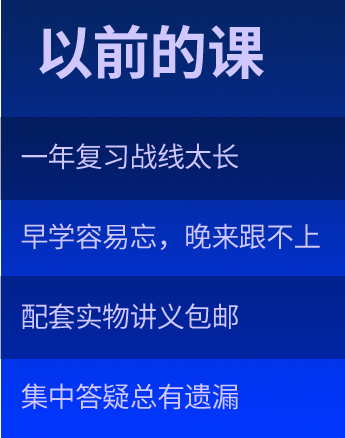 以前的课
一年复习战线太长
早学容易忘，晚来跟不上
配套实物讲义包邮
集中答疑总有遗漏